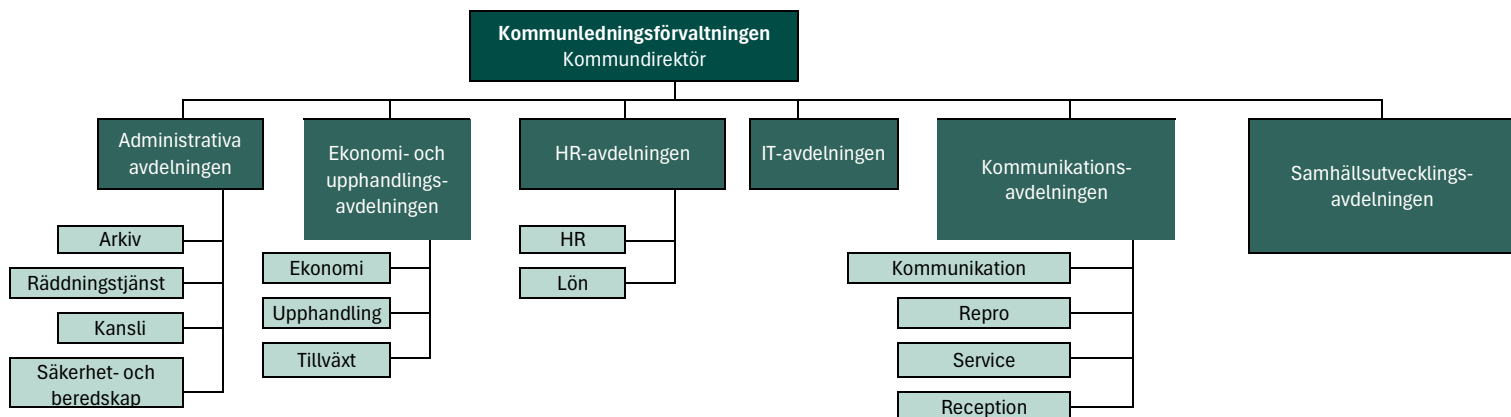 Kommunledningsförvaltningen
Kommundirektör
Administrativa
avdelningen
Arkiv
Räddningstjänst
Kansli
Säkerhet- och
beredskap
Ekonomi- och
upphandlings-
avdelningen
Ekonomi
Upphandling
Tillväxt
HR-avdelningen
HR
Lön
IT-avdelningen
Kommunikations-
avdelningen
Kommunikation
Repro
Service
Reception
Samhällsutvecklings-
avdelningen